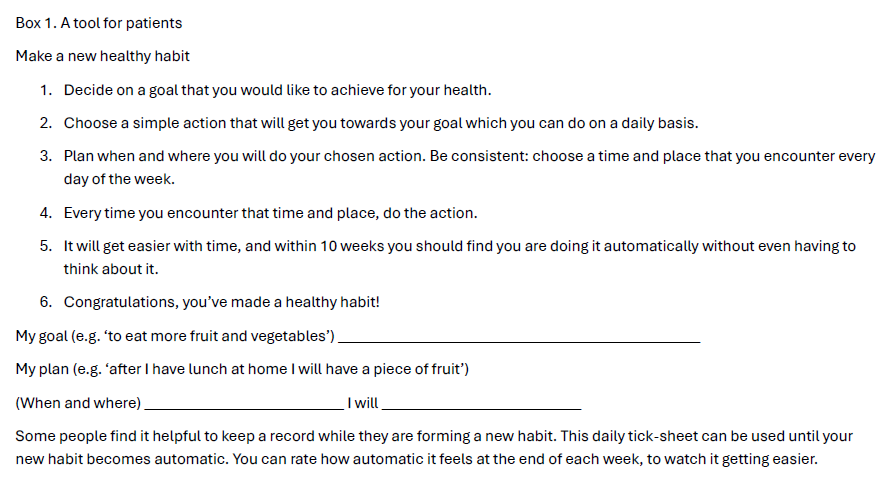 Box 1. A tool for patients
Make a new healthy habit
1. Decide on a goal that you would like to achieve for your health.
2. Choose a simple action that will get you towards your goal which you can do on a daily basis.
3. Plan when and where you will do your chosen action. Be consistent: choose a time and place that you encounter every
day of the week.
4. Every time you encounter that time and place, do the action.
5. It will get easier with time, and within 10 weeks you should find you are doing it automatically without even having to
think about it.
6. Congratulations, you’ve made a healthy habit!
My goal (e.g. ‘to eat more fruit and vegetables’) ____________________
My plan (e.g. ‘after I have lunch at home I will have a piece of fruit’)
(When and where) ____________________ I will ____________________
Some people find it helpful to keep a record while they are forming a new habit. This daily tick-sheet can be used until your
new habit becomes automatic. You can rate how automatic it feels at the end of each week, to watch it getting easier.